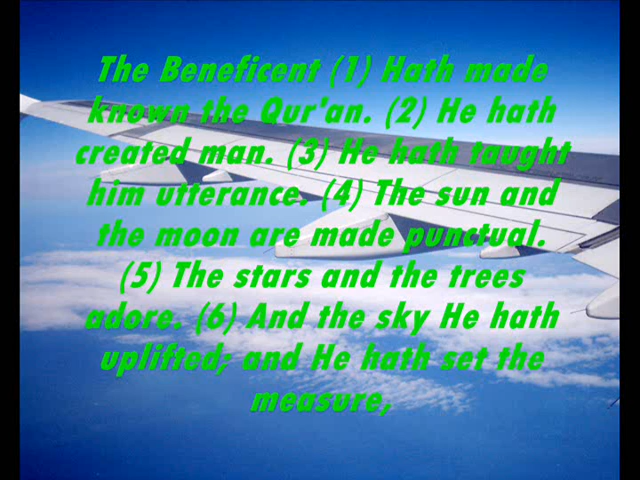 The Beneficent (1) Hath made
known the Qur'an. (2) He hath
created man. (3) He hath taught
him utterance. (4) The sun and
the moon are made punctual.
(5) The stars and the trees
adore. (6) And the sky He hath
uplifted; and He hath set the
measure,